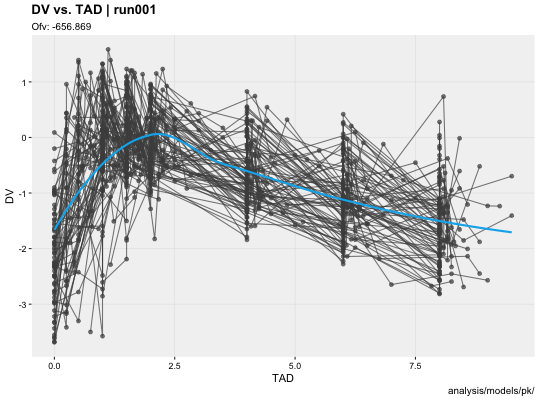 DV vs. TAD | run001
Ofv: -656.869
1
0
-1
-2
-3
DV
0.0 2.5 5.0 7.5
TAD
analysis/models/pk/